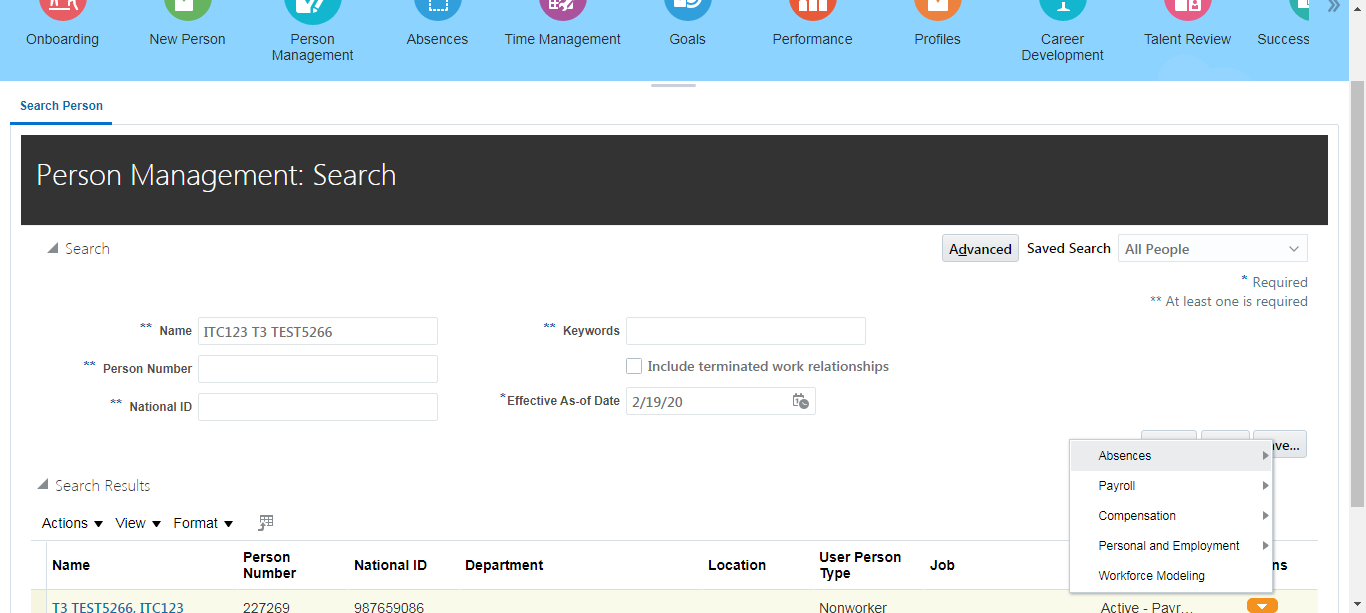 Onboarding New Person Person Management Absences Time Management Goals Performance Profiles Career Development Talent Review Success
Search Person
Person Management: Search
Search Advanced Saved Search All People
* Required
** At least one is required
** Name ITC123 T3 TEST5266 ** Keywords
** Person Number Include terminated work relationships
** National ID *Effective As-of Date 2/19/20
ve...
Absences
Payroll
Compensation
Personal and Employment
Workforce Modeling
Search Results
Actions View Format
Name Person Number National ID Department Location User Person Type Job ns
T3 TEST5266, ITC123 227269 987659086 Nonworker Active - Payr...